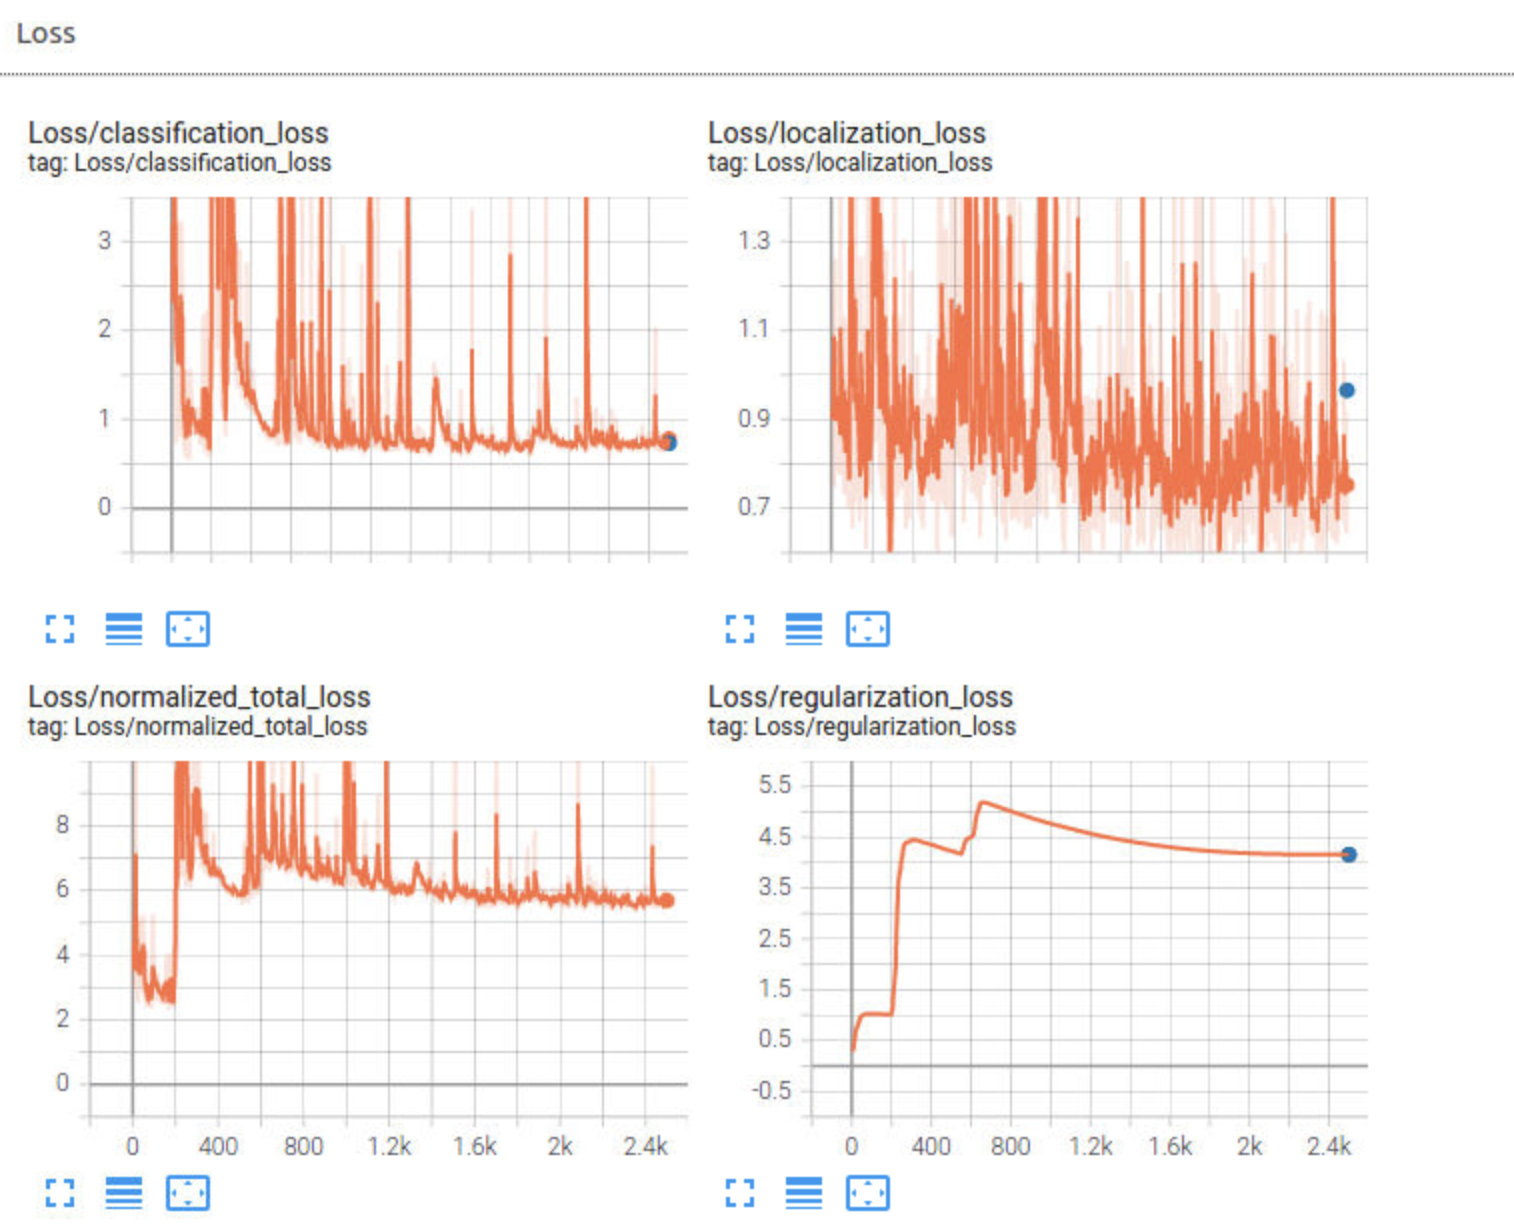 Loss
Loss/classification_loss
tag: Loss/classification_loss
3
2
1
0
Loss/localization_loss
tag: Loss/localization_loss
1.3
1.1
0.9
0.7
Loss/normalized_total_loss
tag: Loss/normalized_total_loss
8
6
4
2
0
0 400 800 1.2k 1.6k 2k 2.4k
Loss/regularization_loss
tag: Loss/regularization_loss
5.5
4.5
3.5
2.5
1.5
0.5
-0.5
0 400 800 1.2k 1.6k 2k 2.4k